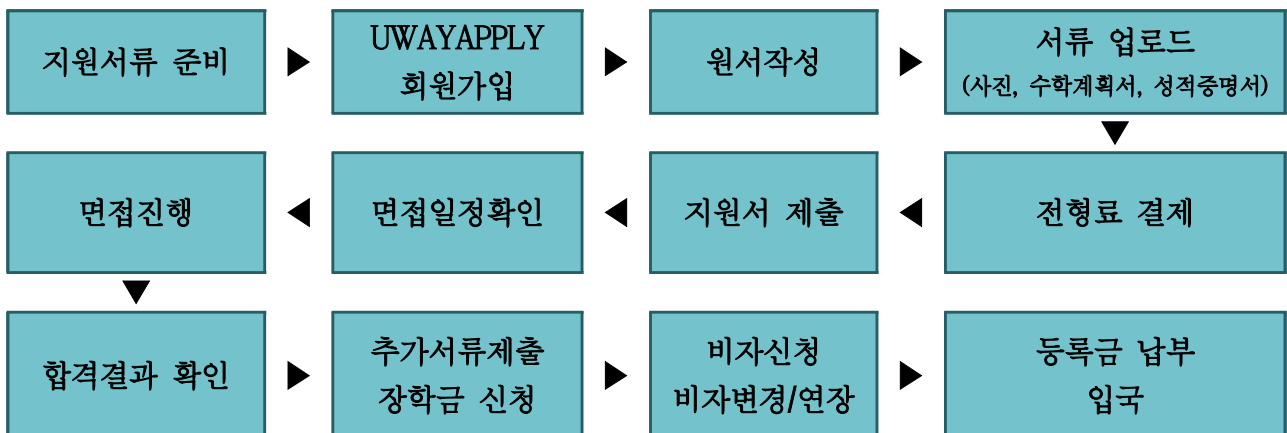 지원서류 준비
UWAYAPPLY
회원가입
원서작성
서류 업로드
(사진, 수학계획서, 성적증명서)
전형료 결제
지원서 제출
면접일정확인
면접진행
합격결과 확인
추가서류제출
장학금 신청
비자신청
비자변경/연장
등록금 납부
입국